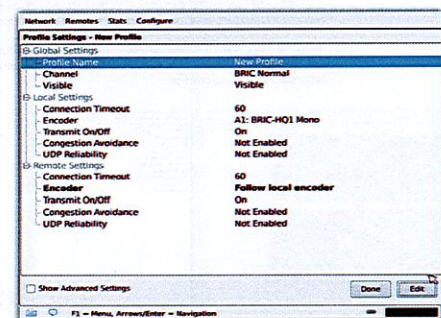 Network Remotes Stats Configure
Profile Settings - New Profile
Global Settings
Profile Name New Profile
Channel BRIC Normal
Visible Visible
Local Settings
Connection Timeout 60
Encoder A1: BRIC-HQ1 Mono
Transmit On/Off On
Congestion Avoidance Not Enabled
UDP Reliability Not Enabled
Remote Settings
Connection Timeout 60
Encoder Follow local encoder
Transmit On/Off On
Congestion Avoidance Not Enabled
UDP Reliability Not Enabled
Show Advanced Settings Done Edit
F1 - Menu, Arrows/Enter - Navigation